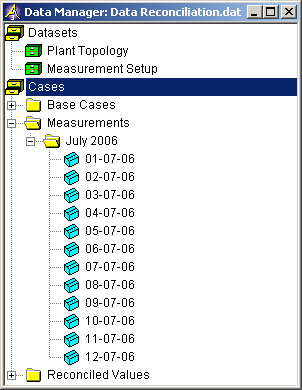 Data Manager: Data Reconciliation.dat
Datasets
Plant Topology
Measurement Setup
Cases
Base Cases
Measurements
July 2006
01-07-06
02-07-06
03-07-06
04-07-06
05-07-06
06-07-06
07-07-06
08-07-06
09-07-06
10-07-06
11-07-06
12-07-06
Reconciled Values